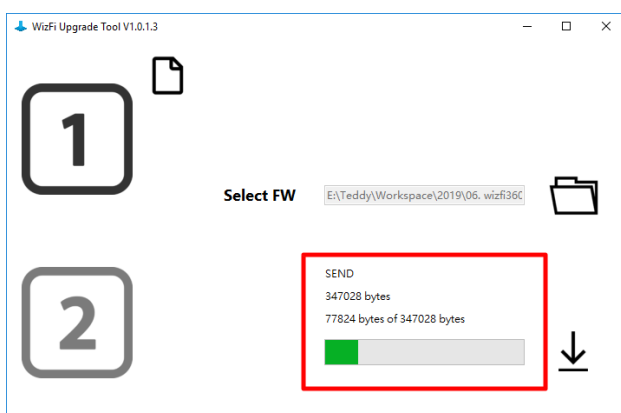 WizFi Upgrade Tool V1.0.1.3
1
Select FW
E:\Teddy\Workspace\2019\06. wizfi360
2
SEND
347028 bytes
77824 bytes of 347028 bytes